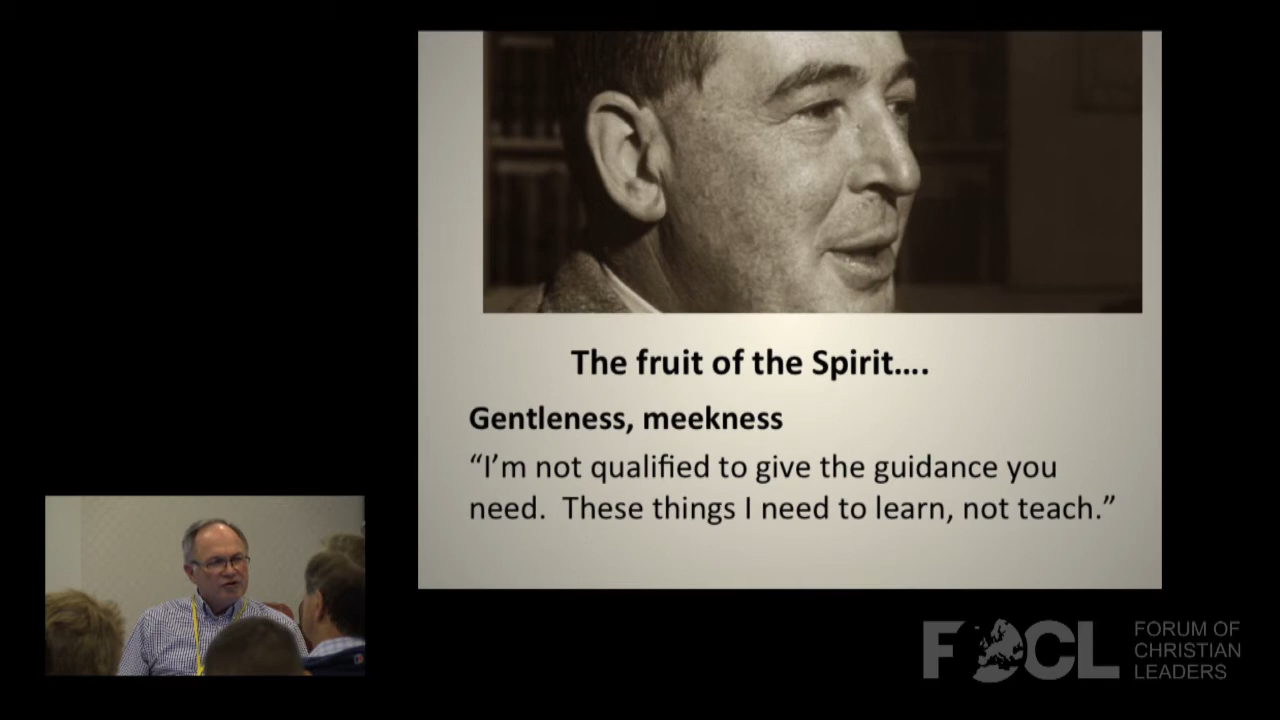 The fruit of the Spirit....
Gentleness, meekness
“I’m not qualified to give the guidance you
need.  These things I need to learn, not teach.”
FOCL
FORUM OF
CHRISTIAN
LEADERS